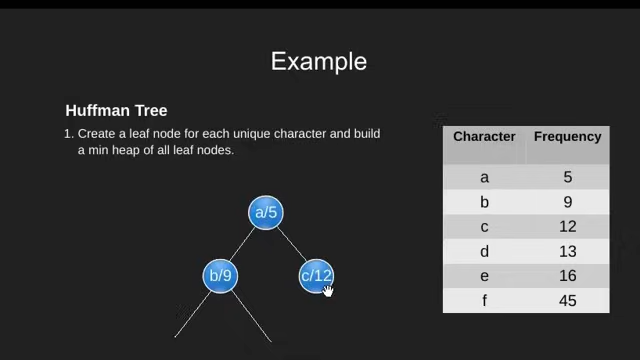 Example
Huffman Tree
1. Create a leaf node for each unique character and build
a min heap of all leaf nodes.
a/5
b/9 c/12
Character Frequency
a 5
b 9
c 12
d 13
e 16
f 45